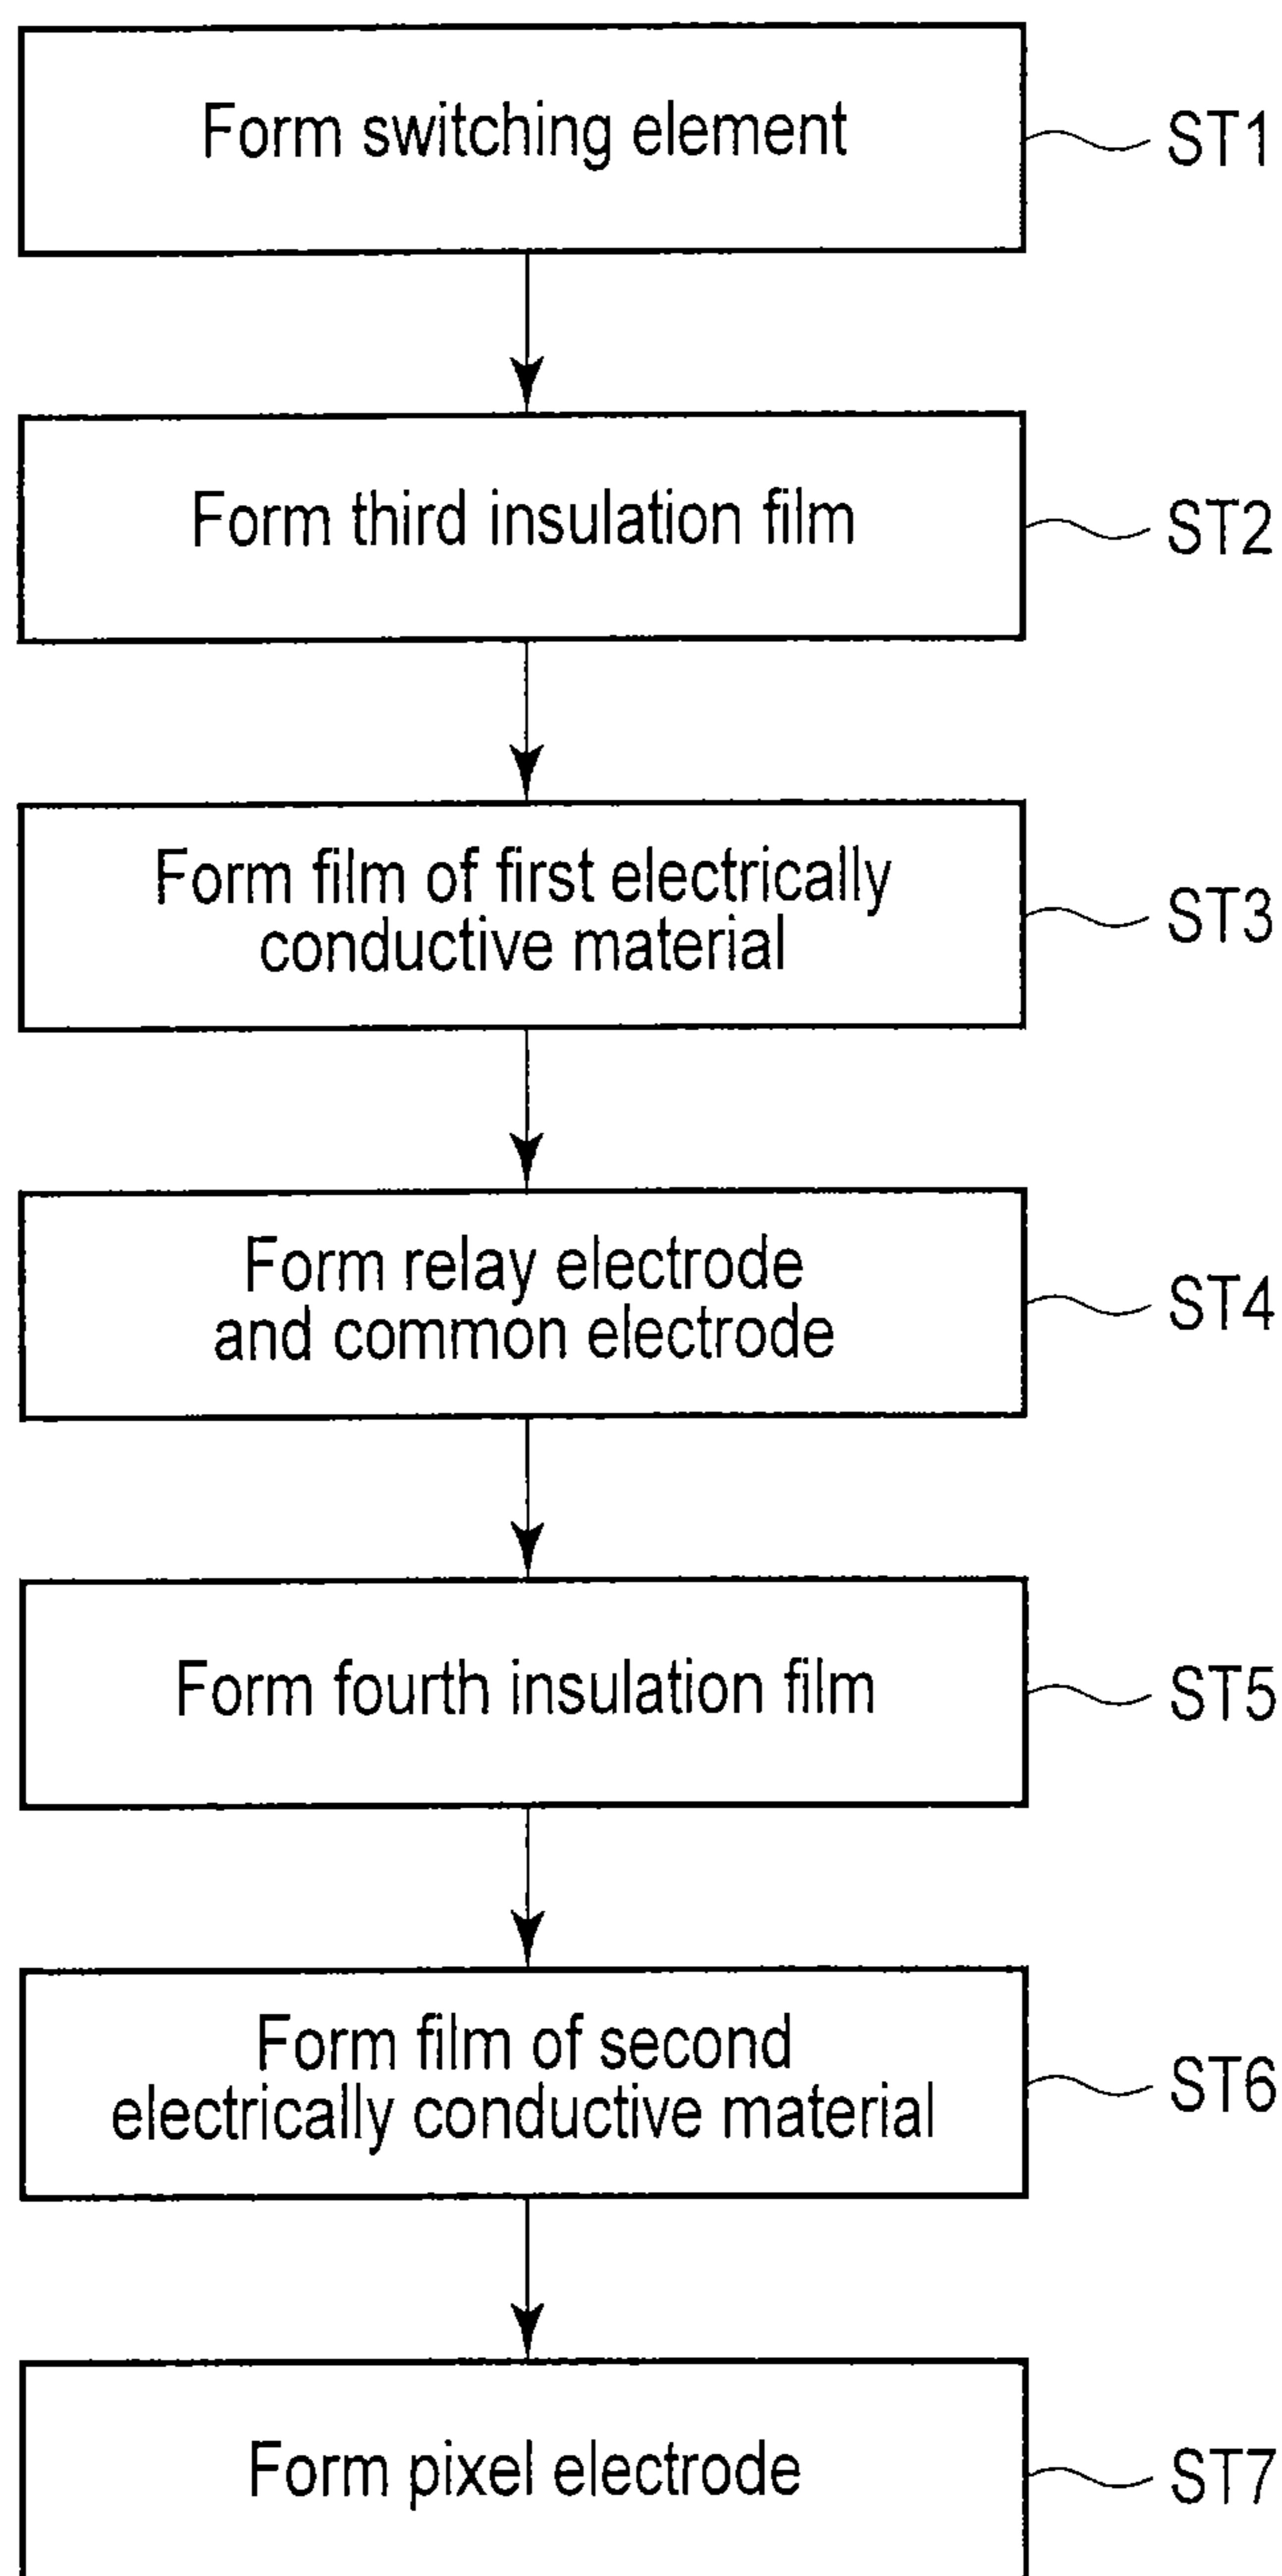 Form switching element
ST1
Form third insulation film
ST2
Form film of first electrically
conductive material
ST3
Form relay electrode
and common electrode
ST4
Form fourth insulation film
ST5
Form film of second
electrically conductive material
ST6
Form pixel electrode
ST7